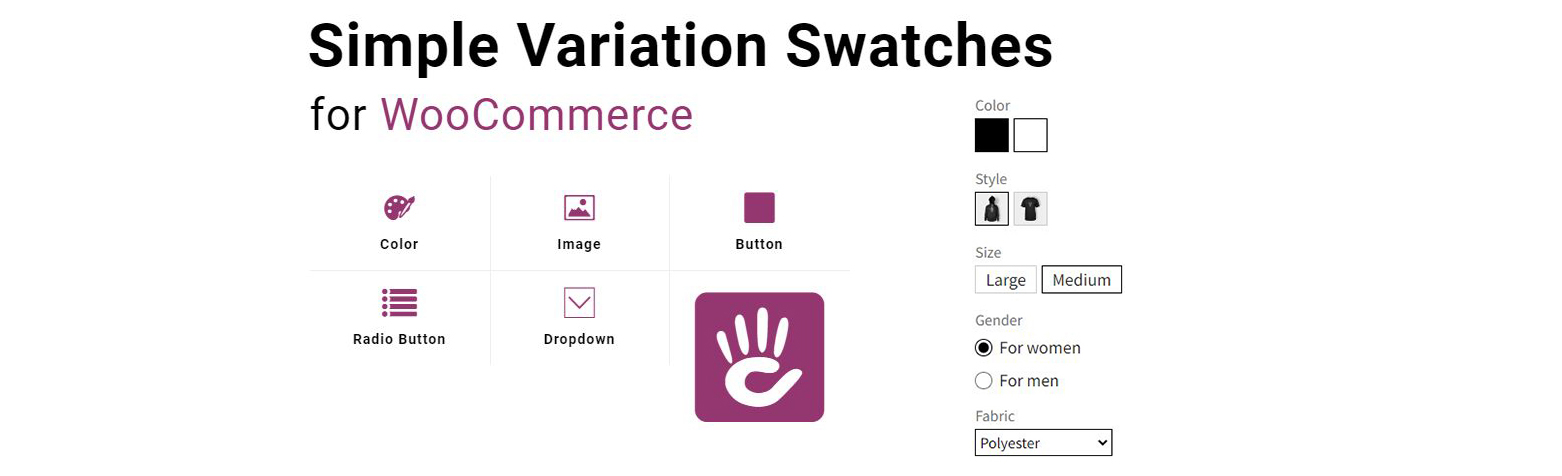 Simple Variation Swatches
for WooCommerce
Color
Image
Button
Radio Button
Dropdown
Color
Style
Size
Large Medium
Gender
For women
For men
Fabric
Polyester